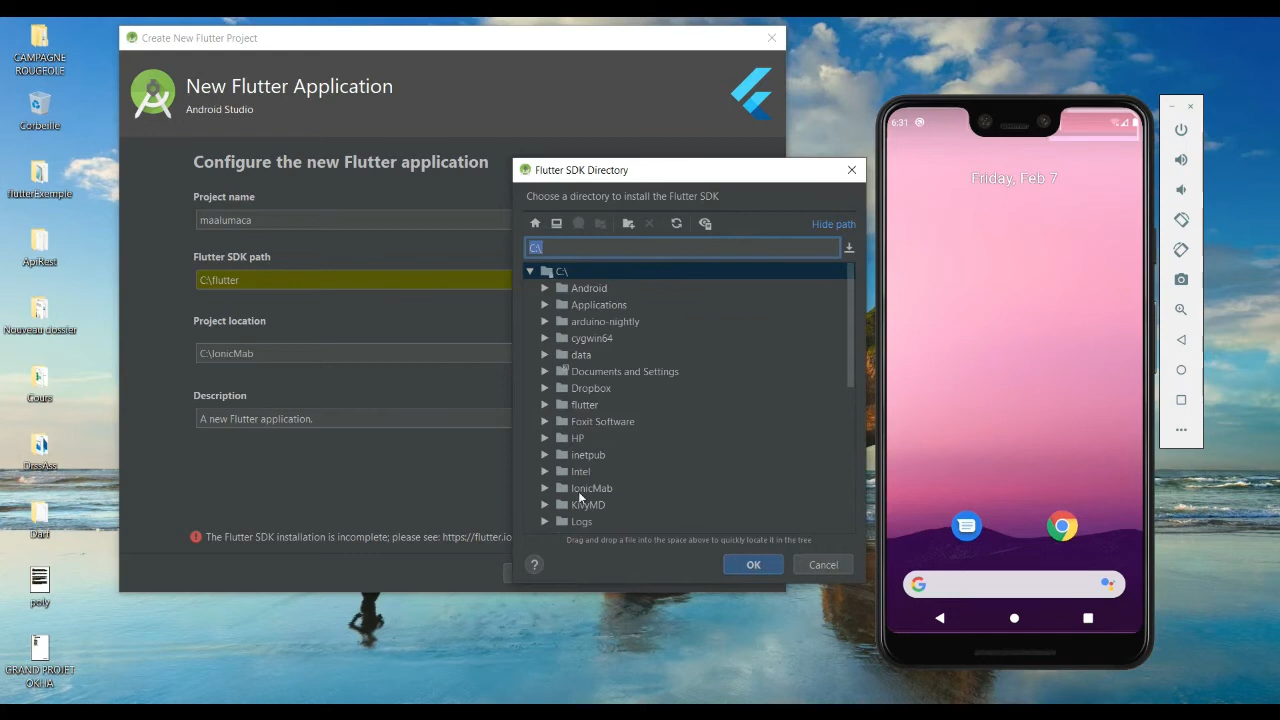 CAMPAGNE
ROUGEOLE
Corbeille
flutterExemple
ApiRest
Nouveau dossier
Cours
DrssAss
Dart
poly
GRAND PROJET
Create New Flutter Project
New Flutter Application
Android Studio
Configure the new Flutter application
Project name
maalumaca
Flutter SDK path
C:\flutter
Project location
C:\IonicMab
Description
A new Flutter application.
The Flutter SDK installation is incomplete; please see: https://flutter.io
Flutter SDK Directory
Choose a directory to install the Flutter SDK
Hide path
C:\
C:\
Android
Applications
arduino-nightly
cygwin64
data
Documents and Settings
Dropbox
flutter
Foxit Software
HP
inetpub
Intel
IonicMab
KivyMD
Logs
Drag and drop a file into the space above to quickly locate it in the tree
?
OK
Cancel
6:31
Friday, Feb 7